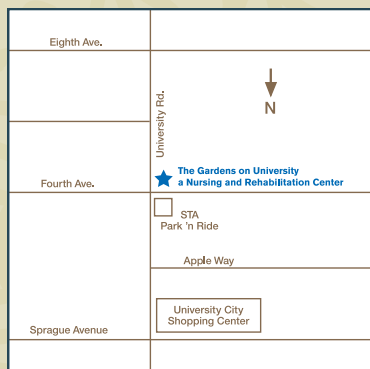 Eighth Ave.
University Rd.
N
The Gardens on University
a Nursing and Rehabilitation Center
Fourth Ave.
STA
Park 'n Ride
Apple Way
University City
Shopping Center
Sprague Avenue